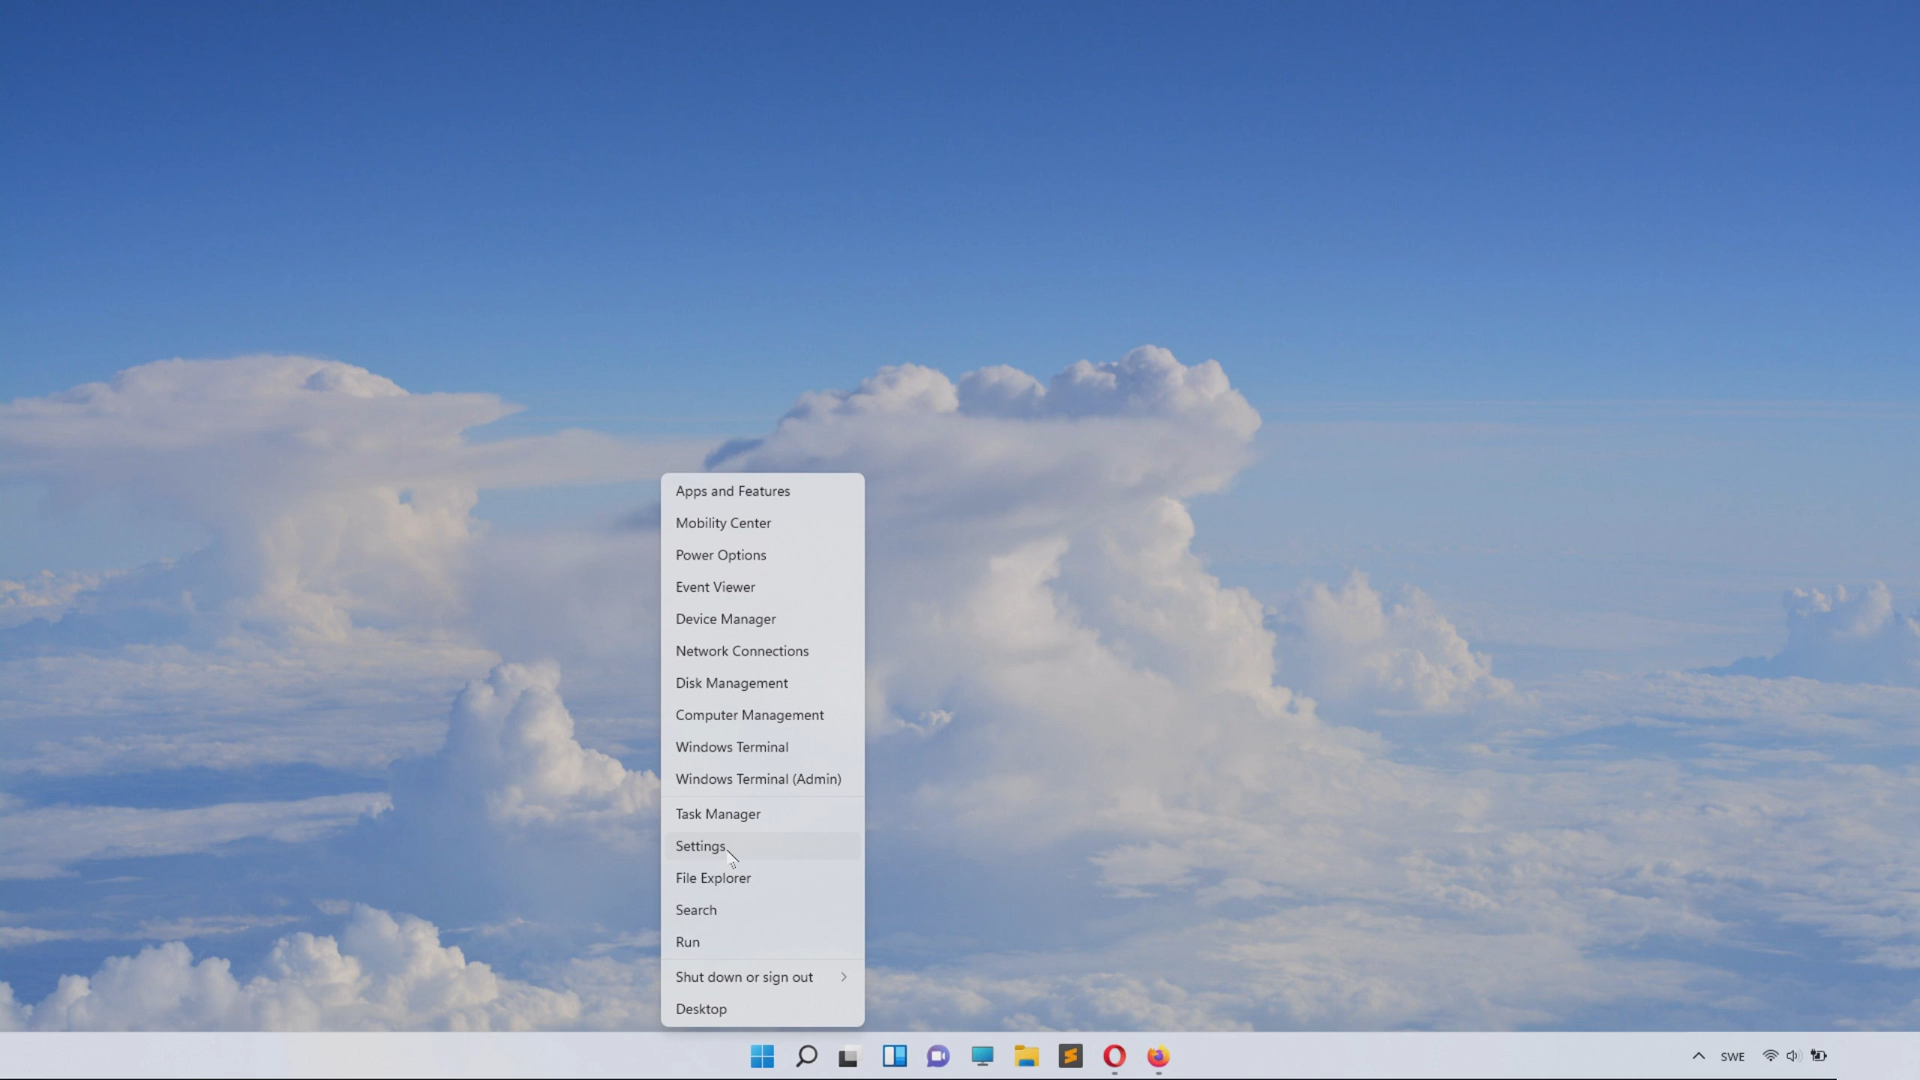 Apps and Features
Mobility Center
Power Options
Event Viewer
Device Manager
Network Connections
Disk Management
Computer Management
Windows Terminal
Windows Terminal (Admin)
Task Manager
Settings
File Explorer
Search
Run
Shut down or sign out
Desktop
SWE